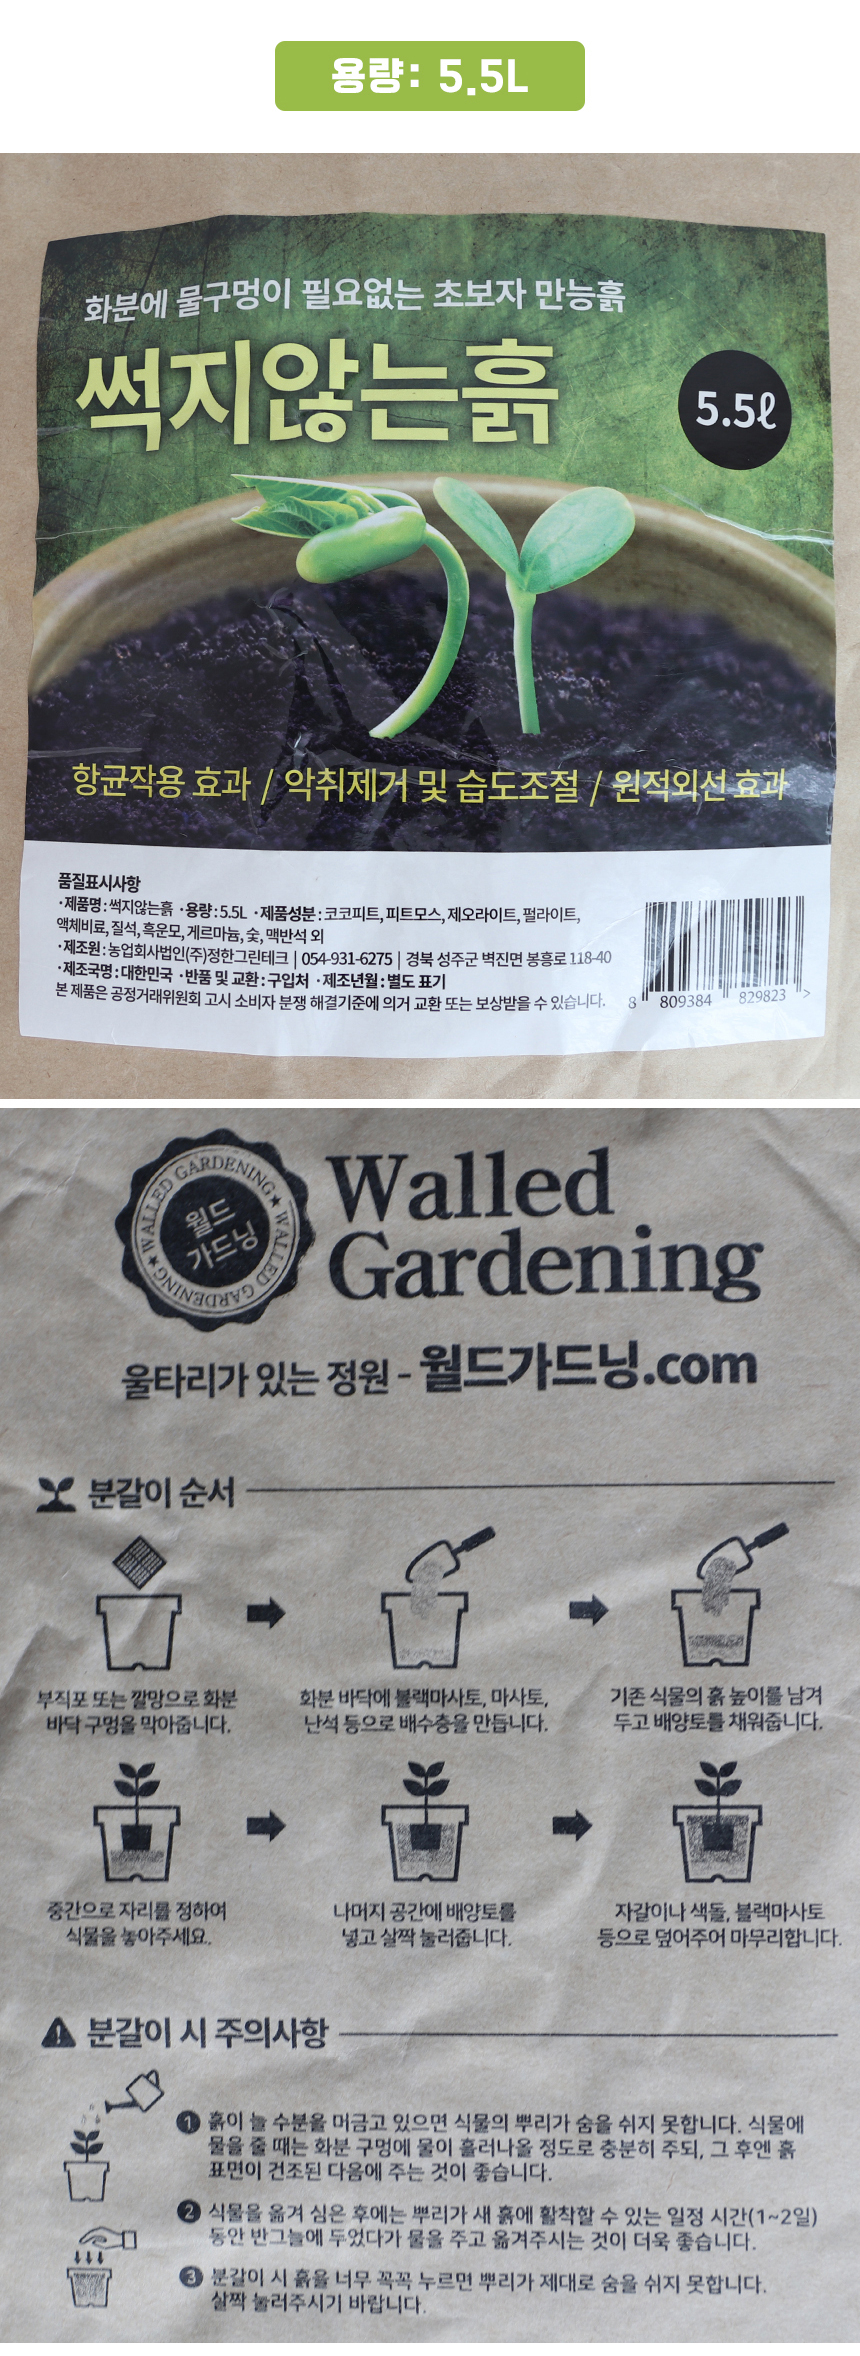 용량: 5.5L
화분에 물구멍이 필요없는 초보자 만능흙
썩지않는흙
5.5ℓ
항균작용 효과 / 악취제거 및 습도조절 / 원적외선 효과
품질표시사항
·제품명 : 썩지않는흙 ·용량 : 5.5L ·제품성분 : 코코피트, 피트모스, 제오라이트, 펄라이트,
액체비료, 질석, 흑운모, 게르마늄, 숯, 맥반석 외
·제조원 : 농업회사법인(주)정한그린테크 | 054-931-6275 | 경북 성주군 벽진면 봉흥로 118-40
·제조국명 : 대한민국 ·반품 및 교환 : 구입처 ·제조년월 : 별도 표기
본 제품은 공정거래위원회 고시 소비자 분쟁 해결기준에 의거 교환 또는 보상받을 수 있습니다.
8 809384 829823 >
WALLED GARDENING ★ WALLED GARDENING ★
월드
가드닝
Walled
Gardening
울타리가 있는 정원 - 월드가드닝.com
분갈이 순서
부직포 또는 깔망으로 화분
바닥 구멍을 막아줍니다.
화분 바닥에 블랙마사토, 마사토,
난석 등으로 배수층을 만듭니다.
기존 식물의 흙 높이를 남겨
두고 배양토를 채워줍니다.
중간으로 자리를 정하여
식물을 놓아주세요.
나머지 공간에 배양토를
넣고 살짝 눌러줍니다.
자갈이나 색돌, 블랙마사토
등으로 덮어주어 마무리합니다.
분갈이 시 주의사항
1 흙이 늘 수분을 머금고 있으면 식물의 뿌리가 숨을 쉬지 못합니다. 식물에
물을 줄 때는 화분 구멍에 물이 흘러나올 정도로 충분히 주되, 그 후엔 흙
표면이 건조된 다음에 주는 것이 좋습니다.
2 식물을 옮겨 심은 후에는 뿌리가 새 흙에 활착할 수 있는 일정 시간(1~2일)
동안 반그늘에 두었다가 물을 주고 옮겨주시는 것이 더욱 좋습니다.
3 분갈이 시 흙을 너무 꼭꼭 누르면 뿌리가 제대로 숨을 쉬지 못합니다.
살짝 눌러주시기 바랍니다.